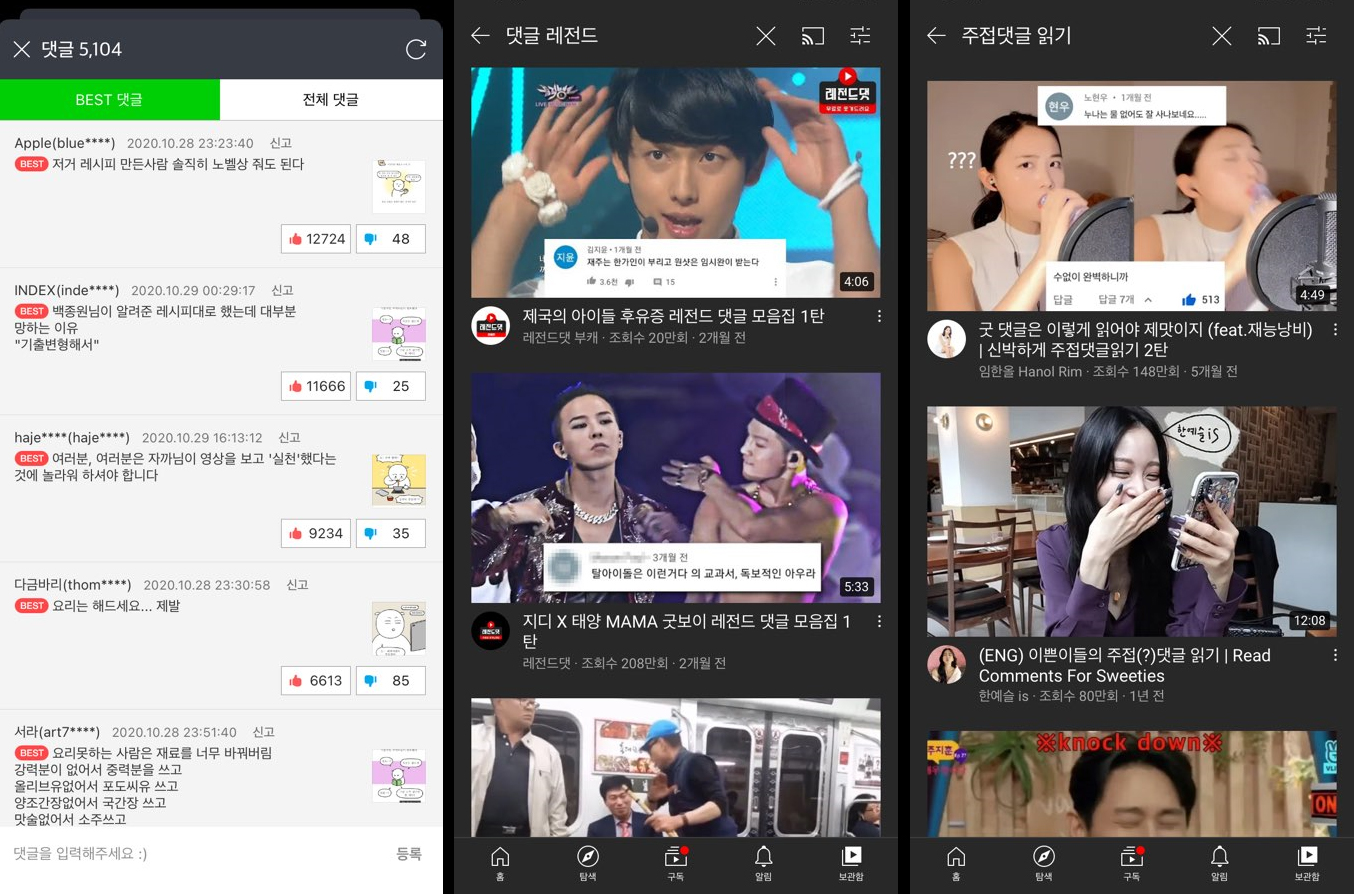 댓글 5,104
BEST 댓글
전체 댓글
Apple(blue****) 2020.10.28 23:23:40 신고
BEST 저거 레시피 만든사람 솔직히 노벨상 줘도 된다
12724
48
INDEX(inde****) 2020.10.29 00:29:17 신고
BEST 백종원님이 알려준 레시피대로 했는데 대부분
망하는 이유
"기출변형해서"
11666
25
haje****(haje****) 2020.10.29 16:13:12 신고
BEST 여러분, 여러분은 자까님이 영상을 보고 '실천'했다는
것에 놀라워 하셔야 합니다
9234
35
다금바리(thom****) 2020.10.28 23:30:58 신고
BEST 요리는 해드세요... 제발
6613
85
서라(art7****) 2020.10.28 23:51:40 신고
BEST 요리못하는 사람은 재료를 너무 바꿔버림
강력분이 없어서 중력분을 쓰고
올리브유없어서 포도씨유 쓰고
양조간장없어서 국간장 쓰고
맛술없어서 소주쓰고
댓글을 입력해주세요 :)
등록
댓글 레전드
레전드댓
지윤
김지윤 • 1개월 전
재주는 한가인이 부리고 원샷은 임시완이 받는다
3.6천
15
4:06
레전드댓
제국의 아이들 후유증 레전드 댓글 모음집 1탄
레전드댓 부캐 · 조회수 20만회 · 2개월 전
3개월 전
탈아이돌은 이런거다 의 교과서, 독보적인 아우라
5:33
레전드댓
지디 X 태양 MAMA 굿보이 레전드 댓글 모음집 1
탄
레전드댓 · 조회수 208만회 · 2개월 전
홈
탐색
구독
알림
보관함
주접댓글 읽기
현우
노현우 • 1개월 전
누나는 물 없어도 잘 사나보네요.....
???
수없이 완벽하니까
답글
답글 7개
513
4:49
굿 댓글은 이렇게 읽어야 제맛이지 (feat.재능낭비)
| 신박하게 주접댓글읽기 2탄
임한올 Hanol Rim · 조회수 148만회 · 5개월 전
한예슬is
12:08
(ENG) 이쁜이들의 주접(?)댓글 읽기 | Read
Comments For Sweeties
한예슬 is · 조회수 80만회 · 1년 전
주지훈
※knock down※
ON
홈
탐색
구독
알림
보관함